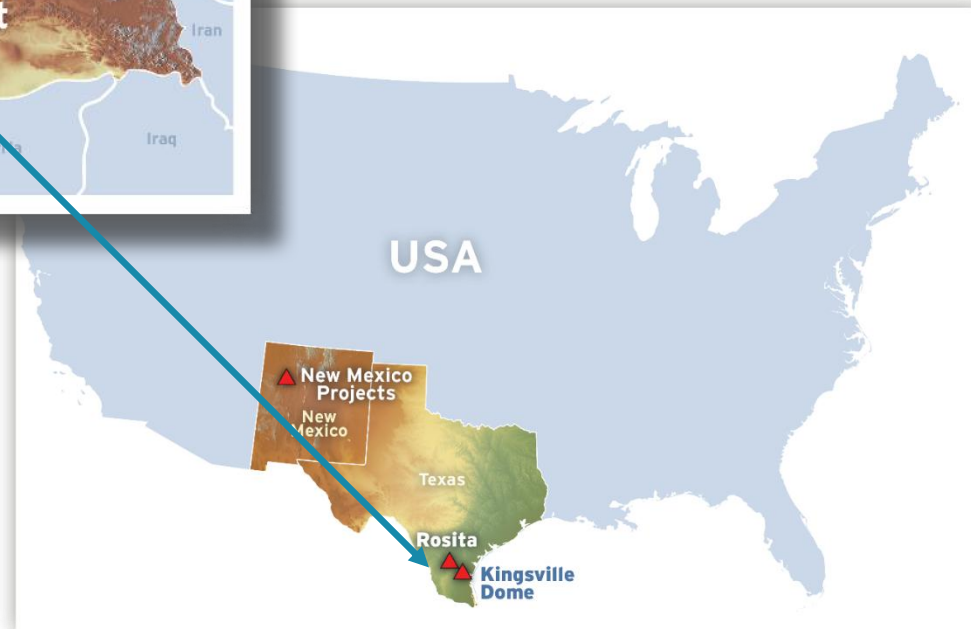 Iran
Iraq
USA
New Mexico
Projects
New
Mexico
Texas
Rosita
Kingsville
Dome